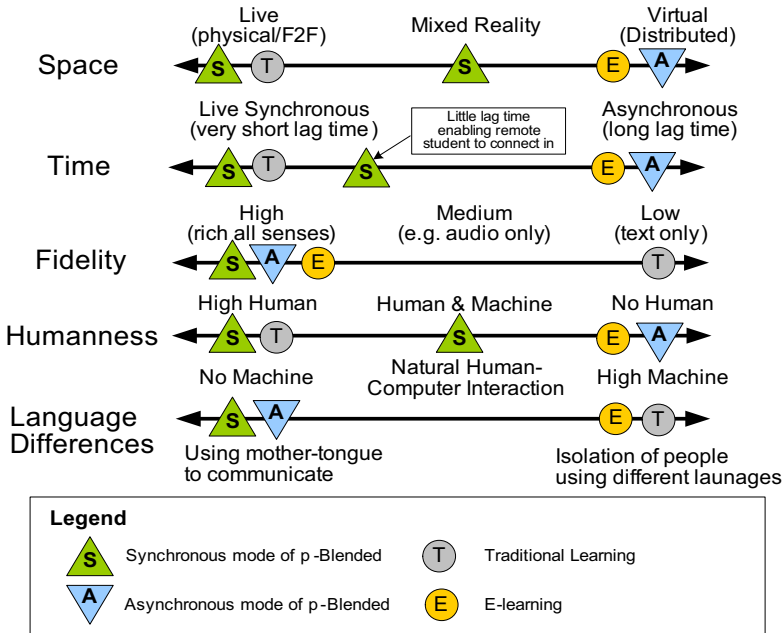 Live
(physical/F2F)
Mixed Reality
Virtual
(Distributed)
Space
S
T
S
E
A
Live Synchronous
(very short lag time)
Little lag time
enabling remote
student to connect in
Asynchronous
(long lag time)
Time
S
T
S
E
A
High
(rich all senses)
Medium
(e.g. audio only)
Low
(text only)
Fidelity
S
A
E
T
High Human
Human & Machine
No Human
Humanness
S
T
S
E
A
No Machine
Natural Human-
Computer Interaction
High Machine
Language
Differences
S
A
E
T
Using mother-tongue
to communicate
Isolation of people
using different launages
Legend
S
Synchronous mode of p-Blended
T
Traditional Learning
A
Asynchronous mode of p-Blended
E
E-learning